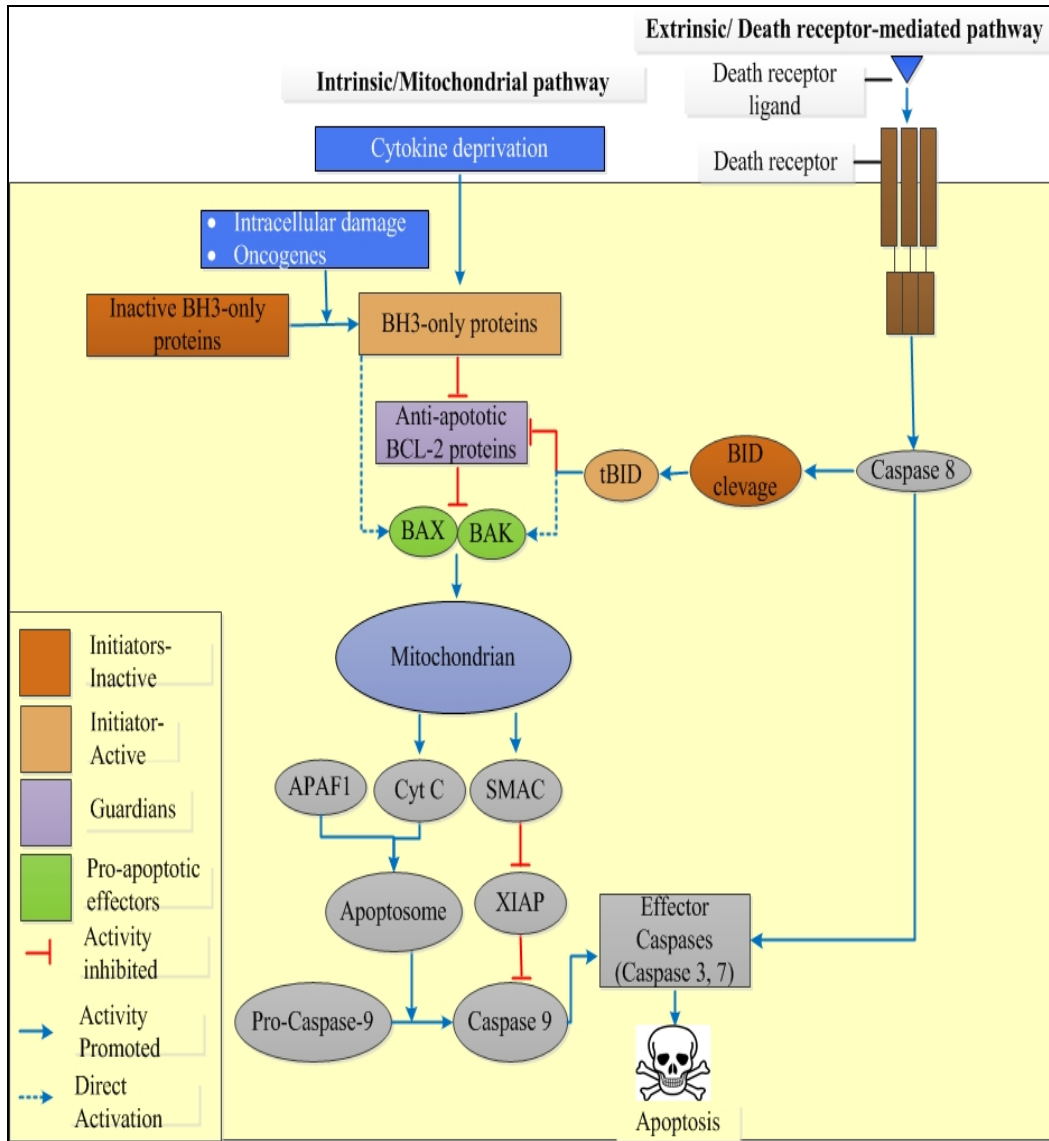 Extrinsic/ Death receptor-mediated pathway
Intrinsic/Mitochondrial pathway
Death receptor
ligand
Cytokine deprivation
Death receptor
• Intracellular damage
• Oncogenes
Inactive BH3-only
proteins
BH3-only proteins
Anti-apototic
BCL-2 proteins
tBID
BID
clevage
Caspase 8
BAX
BAK
Mitochondrian
APAF1
Cyt C
SMAC
Apoptosome
XIAP
Effector
Caspases
(Caspase 3, 7)
Pro-Caspase-9
Caspase 9
Apoptosis
Initiators-
Inactive
Initiator-
Active
Guardians
Pro-apoptotic
effectors
Activity
inhibited
Activity
Promoted
Direct
Activation